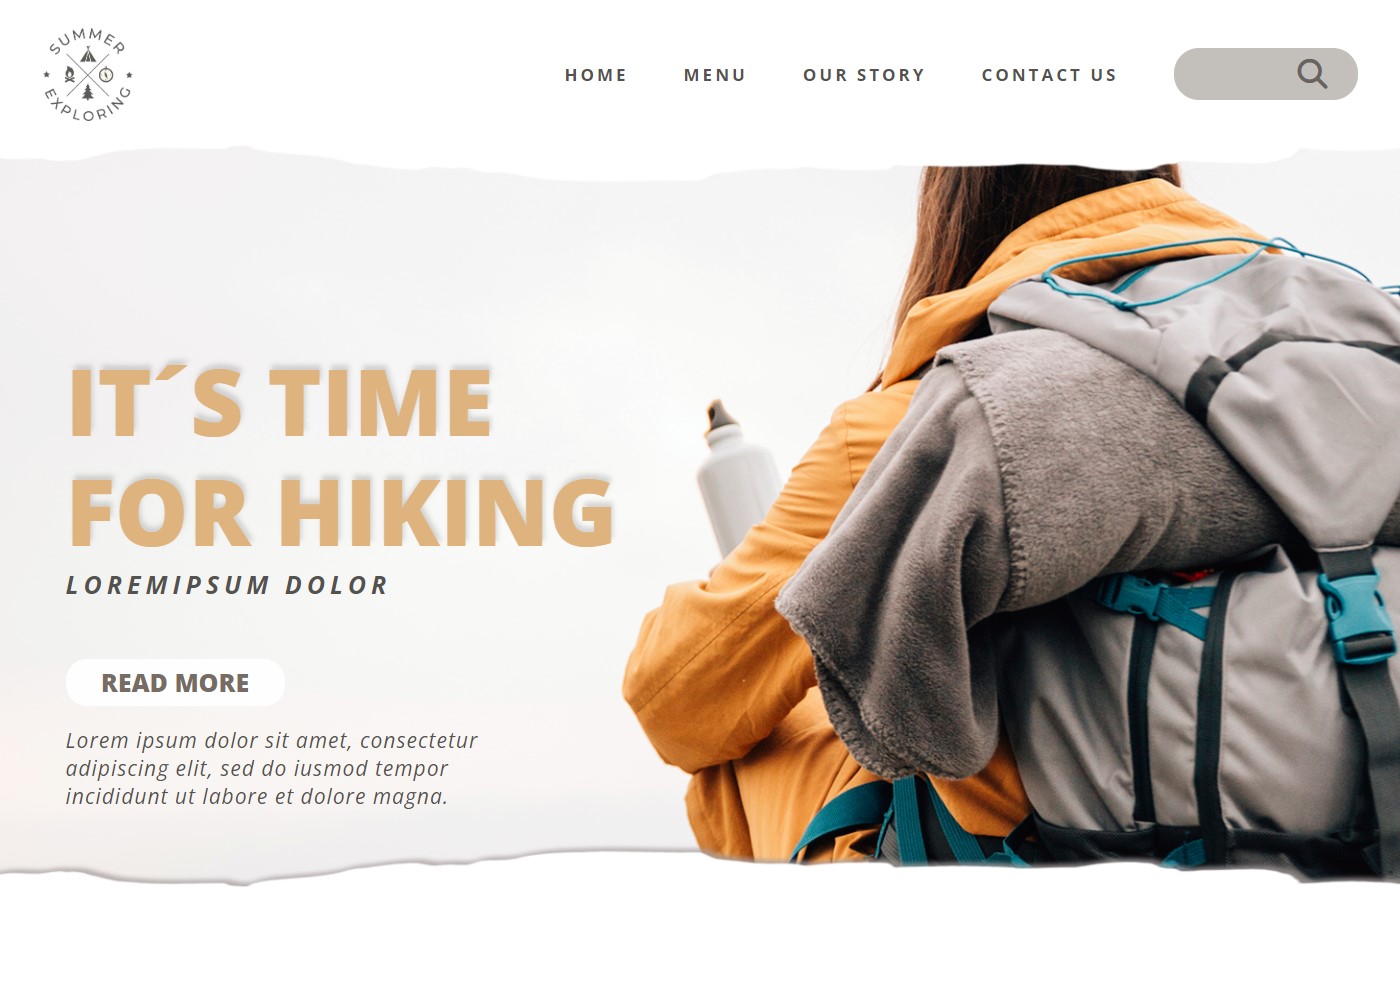 SUMMER
EXPLORING
HOME MENU OUR STORY CONTACT US
IT´S TIME
FOR HIKING
LOREMIPSUM DOLOR
READ MORE
Lorem ipsum dolor sit amet, consectetur
adipiscing elit, sed do iusmod tempor
incididunt ut labore et dolore magna.